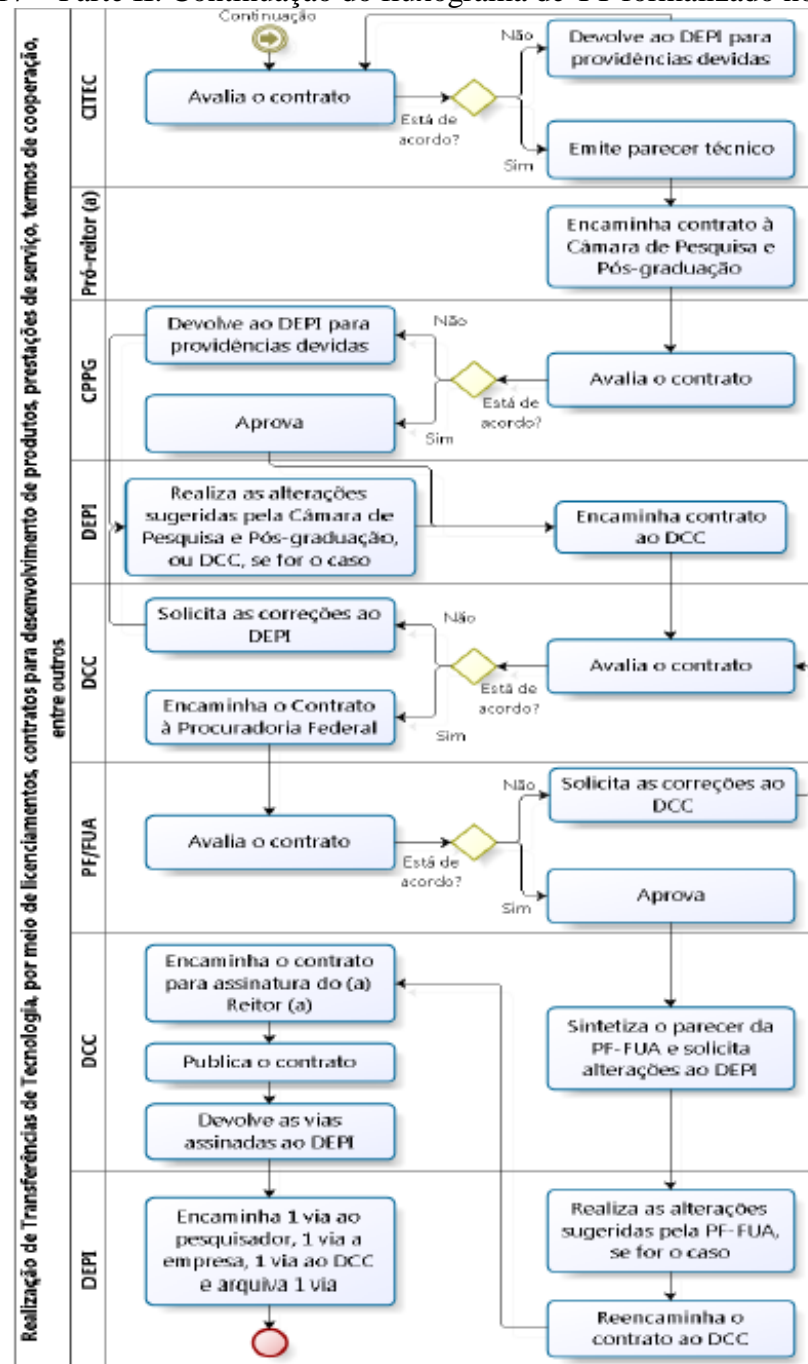 Parte II: Continuação do fluxograma de TT formalizado
Realização de Transferências de Tecnologia, por meio de licenciamentos, contratos para desenvolvimento de produtos, prestações de serviço, termos de cooperação,
entre outros
CITEC
Continuação
Avalia o contrato
Está de
acordo?
Não
Devolve ao DEPI para
providências devidas
Sim
Emite parecer técnico
Pró-reitor (a)
Encaminha contrato à
Câmara de Pesquisa e
Pós-graduação
CPPG
Avalia o contrato
Está de
acordo?
Não
Devolve ao DEPI para
providências devidas
Sim
Aprova
DEPI
Realiza as alterações
sugeridas pela Câmara de
Pesquisa e Pós-graduação,
ou DCC, se for o caso
Encaminha contrato
ao DCC
DCC
Avalia o contrato
Está de
acordo?
Não
Solicita as correções ao
DEPI
Sim
Encaminha o Contrato
à Procuradoria Federal
PF/FUA
Avalia o contrato
Está de
acordo?
Não
Solicita as correções ao
DCC
Sim
Aprova
DCC
Sintetiza o parecer da
PF-FUA e solicita
alterações ao DEPI
Encaminha o contrato
para assinatura do (a)
Reitor (a)
Publica o contrato
Devolve as vias
assinadas ao DEPI
DEPI
Realiza as alterações
sugeridas pela PF-FUA,
se for o caso
Reencaminha o
contrato ao DCC
Encaminha 1 via ao
pesquisador, 1 via a
empresa, 1 via ao DCC
e arquiva 1 via